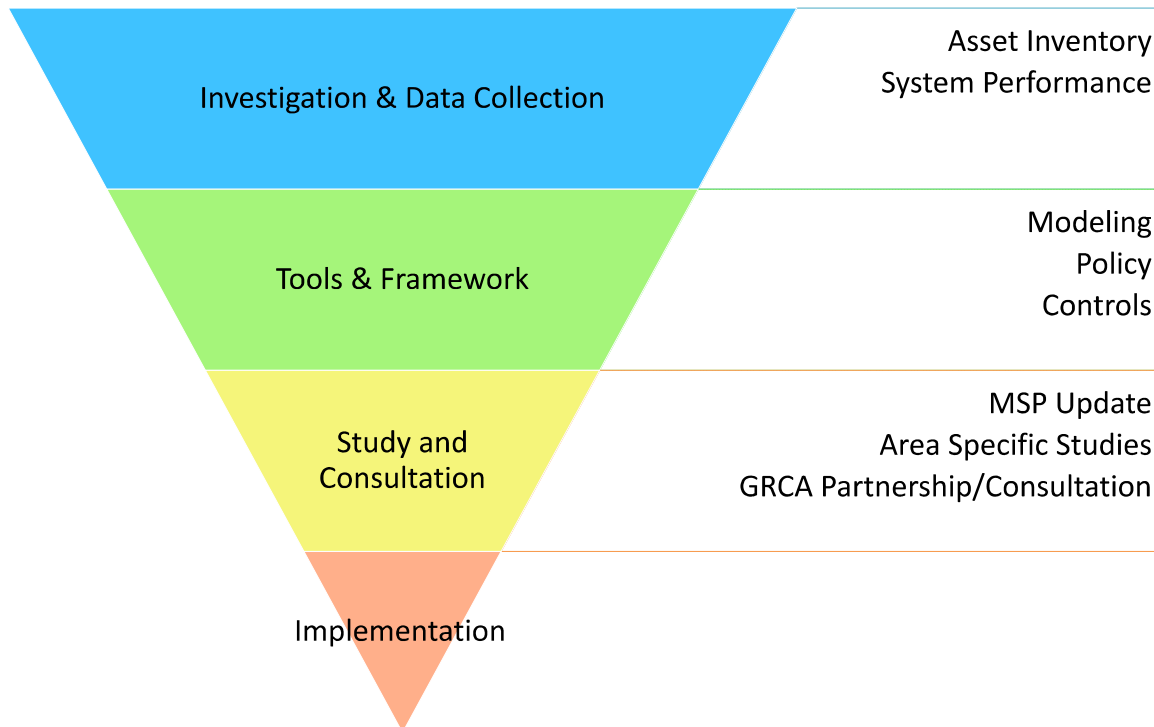 Investigation & Data Collection
Asset Inventory
System Performance
Tools & Framework
Modeling
Policy
Controls
Study and
Consultation
MSP Update
Area Specific Studies
GRCA Partnership/Consultation
Implementation